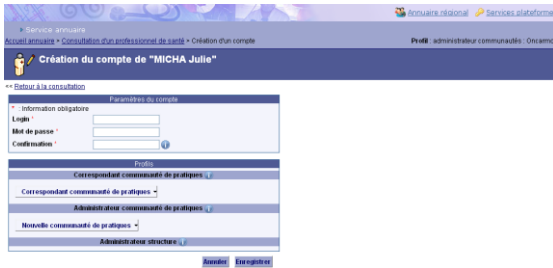 Annuaire régional Services plateforme
Service annuaire
Accueil annuaire • Consultation d'un professionnel de santé • Création d'un compte Profil : administrateur communautés :
Création du compte de "MICHA Julie"
<< Retour à la consultation
Paramètres du compte
* : Information obligatoire
Login *
Mot de passe *
Confirmation *
Profils
Correspondant communauté de pratiques
Correspondant communauté de pratiques
Administrateur communauté de pratiques
Nouvelle communauté de pratiques
Administrateur structure
Annuler Enregistrer